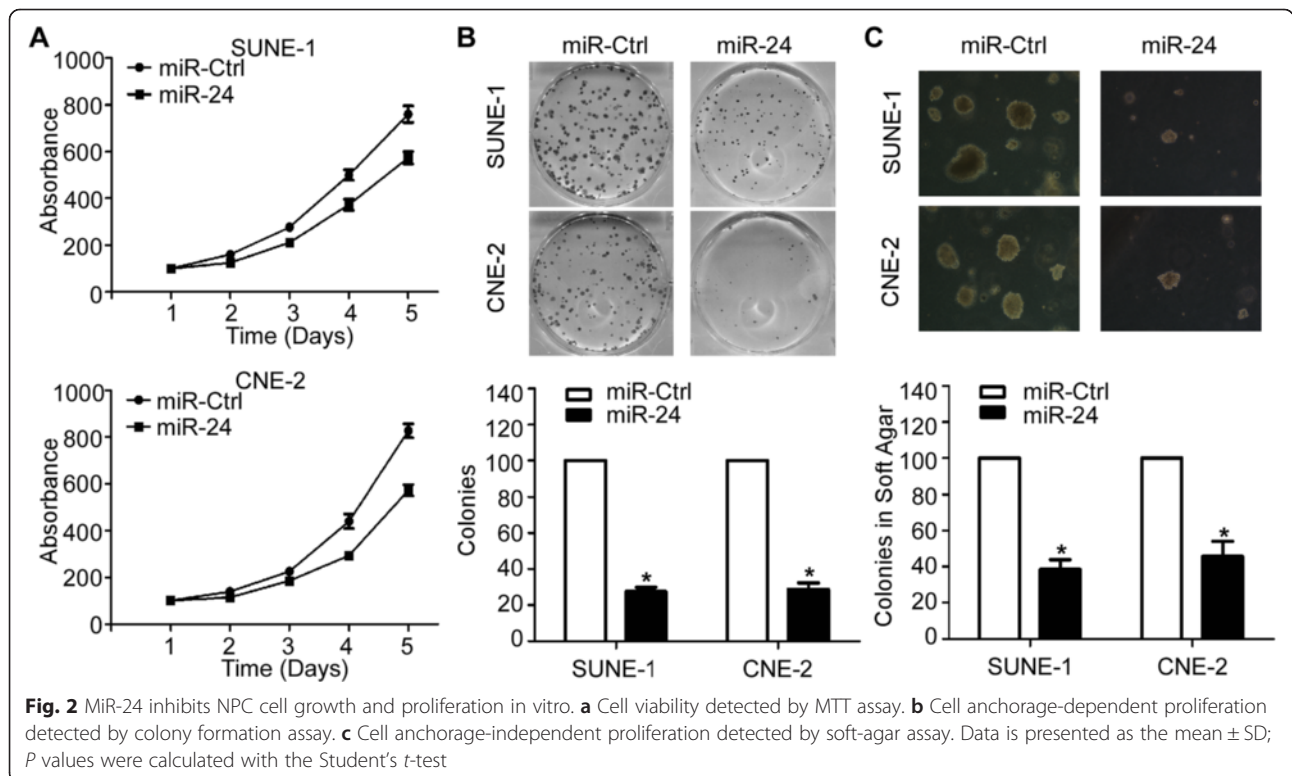 A
SUNE-1
miR-Ctrl
miR-24
Absorbance
1000
800
600
400
200
0
1 2 3 4 5
Time (Days)
CNE-2
miR-Ctrl
miR-24
Absorbance
1000
800
600
400
200
0
1 2 3 4 5
Time (Days)
B
miR-Ctrl miR-24
SUNE-1
CNE-2
miR-Ctrl
miR-24
Colonies
140
120
100
80
60
40
20
0
* *
SUNE-1 CNE-2
C
miR-Ctrl miR-24
SUNE-1
CNE-2
miR-Ctrl
miR-24
Colonies in Soft Agar
140
120
100
80
60
40
20
0
* *
SUNE-1 CNE-2
Fig. 2 MiR-24 inhibits NPC cell growth and proliferation in vitro. a Cell viability detected by MTT assay. b Cell anchorage-dependent proliferation
detected by colony formation assay. c Cell anchorage-independent proliferation detected by soft-agar assay. Data is presented as the mean ± SD;
P values were calculated with the Student's t-test